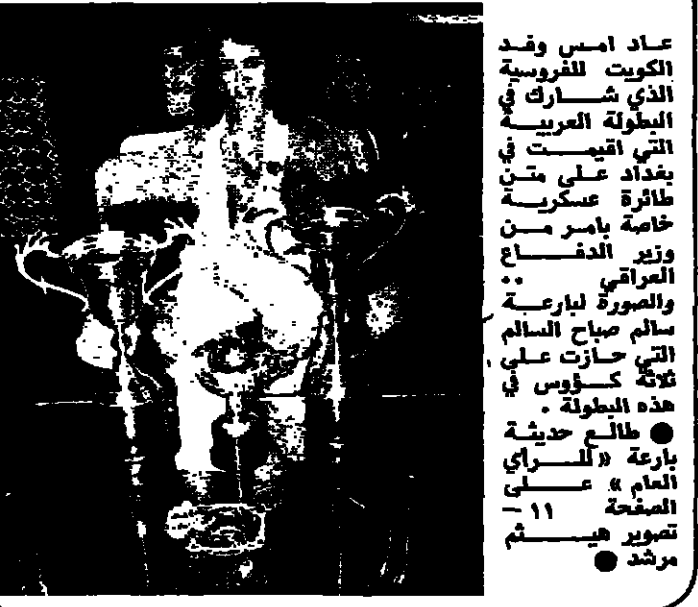 عاد امس وفد
الكويت للفروسية
الذي شارك في
البطولة العربية
التي اقيمت في
بغداد على متن
طائرة عسكرية
خاصة بامر من
وزير الدفاع
العراقي ..
والصورة لبارعة
سالم صباح السالم
التي حازت على
ثلاثة كؤوس في
هذه البطولة .
● طالع حديثة
بارعة «للراي
العام» على
الصفحة ١١ –
تصوير هيثم
مرشد ●